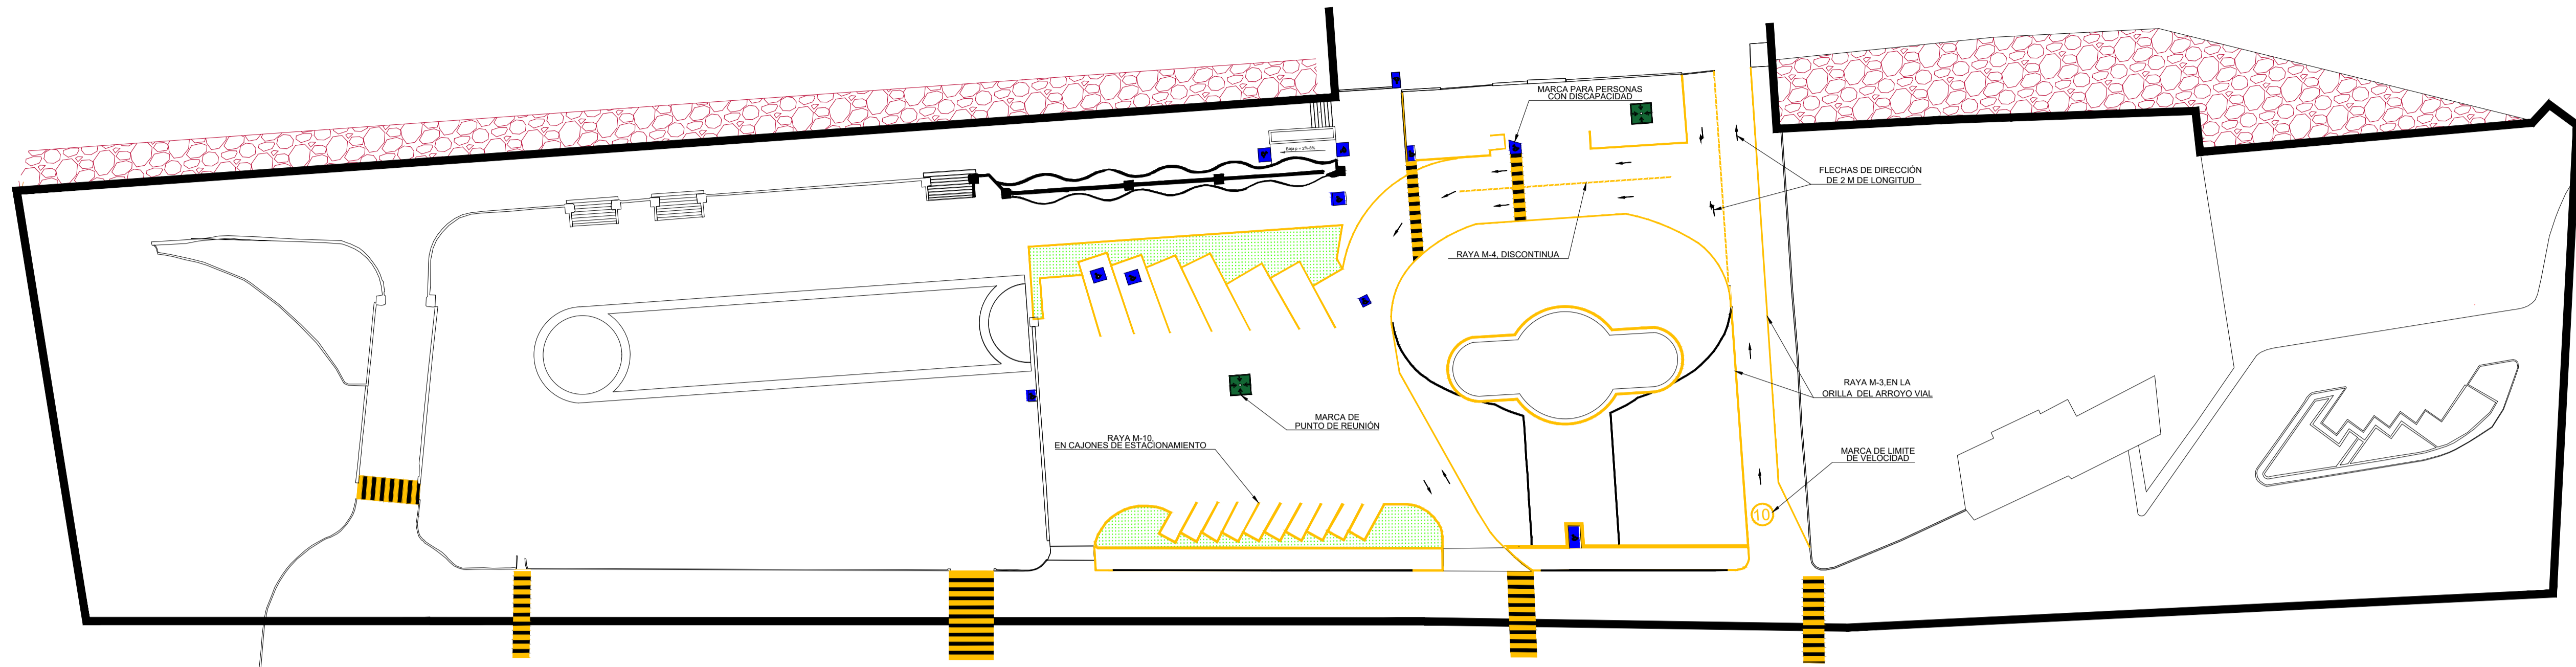 MARCA PARA PERSONAS
CON DISCAPACIDAD
FLECHAS DE DIRECCIÓN
DE 2 M DE LONGITUD
RAYA M-4, DISCONTINUA
RAYA M-3,EN LA
ORILLA DEL ARROYO VIAL
MARCA DE
PUNTO DE REUNIÓN
RAYA M-10,
EN CAJONES DE ESTACIONAMIENTO
MARCA DE LIMITE
DE VELOCIDAD
10